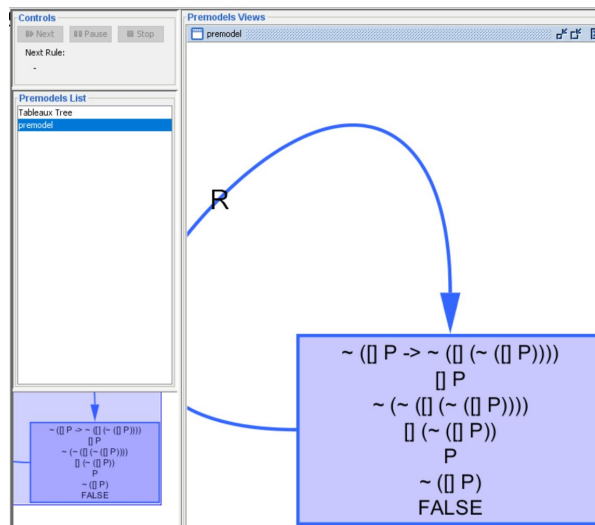 Controls
Next
Pause
Stop
Next Rule:
-
Premodels List
Tableaux Tree
premodel
~ ([] P -> ~ ([] (~ ([] P))))
[] P
~ (~ ([] (~ ([] P))))
[] (~ ([] P))
P
~ ([] P)
FALSE
Premodels Views
premodel
R
~ ([] P -> ~ ([] (~ ([] P))))
[] P
~ (~ ([] (~ ([] P))))
[] (~ ([] P))
P
~ ([] P)
FALSE